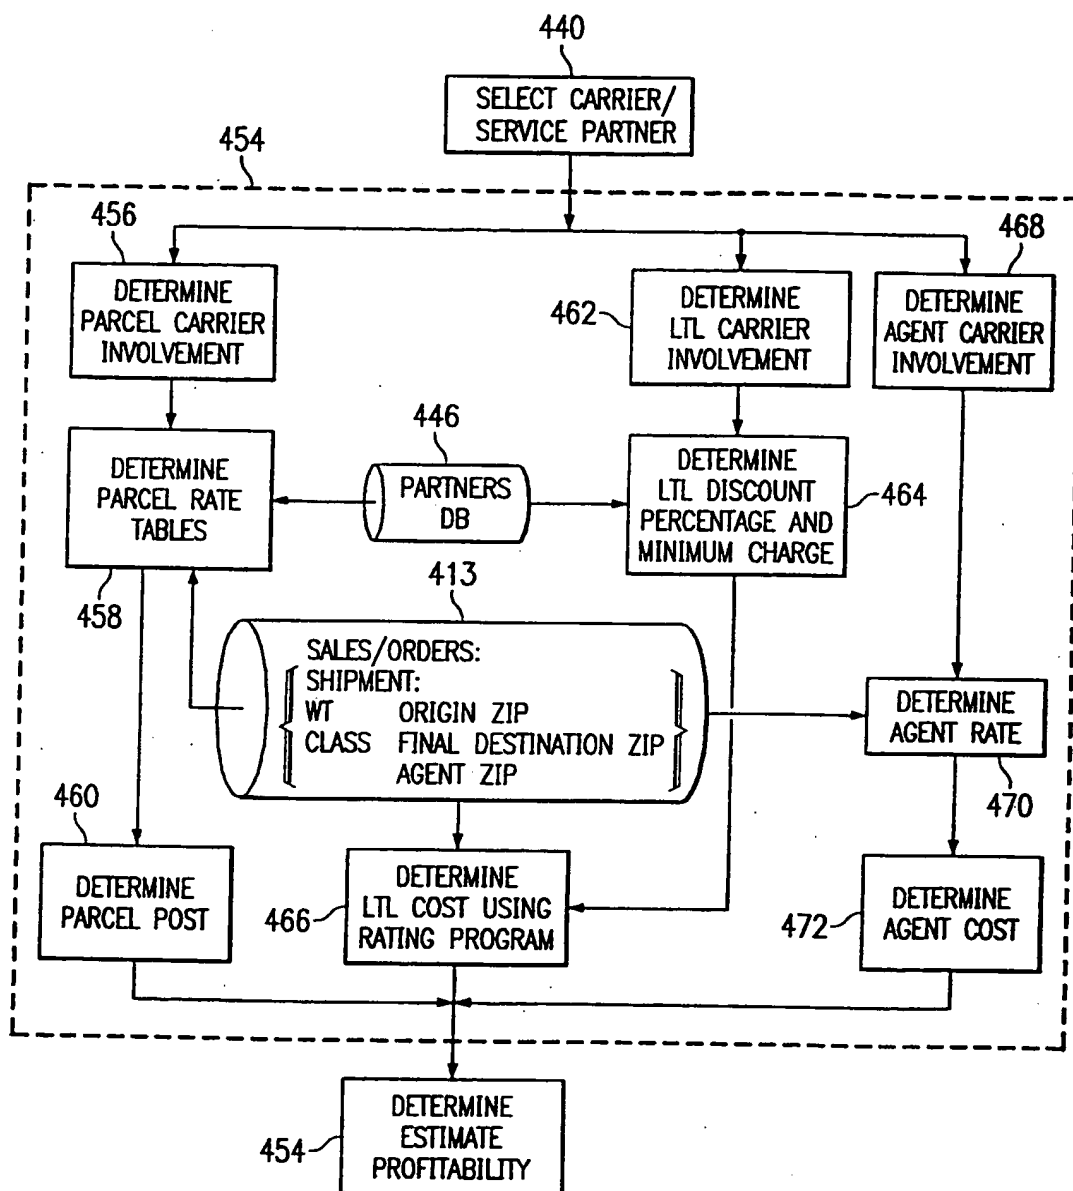 440
SELECT CARRIER/
SERVICE PARTNER
454
456
DETERMINE
PARCEL CARRIER
INVOLVEMENT
462
DETERMINE
LTL CARRIER
INVOLVEMENT
468
DETERMINE
AGENT CARRIER
INVOLVEMENT
DETERMINE
PARCEL RATE
TABLES
458
446
PARTNERS
DB
DETERMINE
LTL DISCOUNT
PERCENTAGE AND
MINIMUM CHARGE
464
413
SALES/ORDERS:
SHIPMENT:
WT ORIGIN ZIP
CLASS FINAL DESTINATION ZIP
AGENT ZIP
DETERMINE
AGENT RATE
470
460
DETERMINE
PARCEL POST
466
DETERMINE
LTL COST USING
RATING PROGRAM
472
DETERMINE
AGENT COST
454
DETERMINE
ESTIMATE
PROFITABILITY